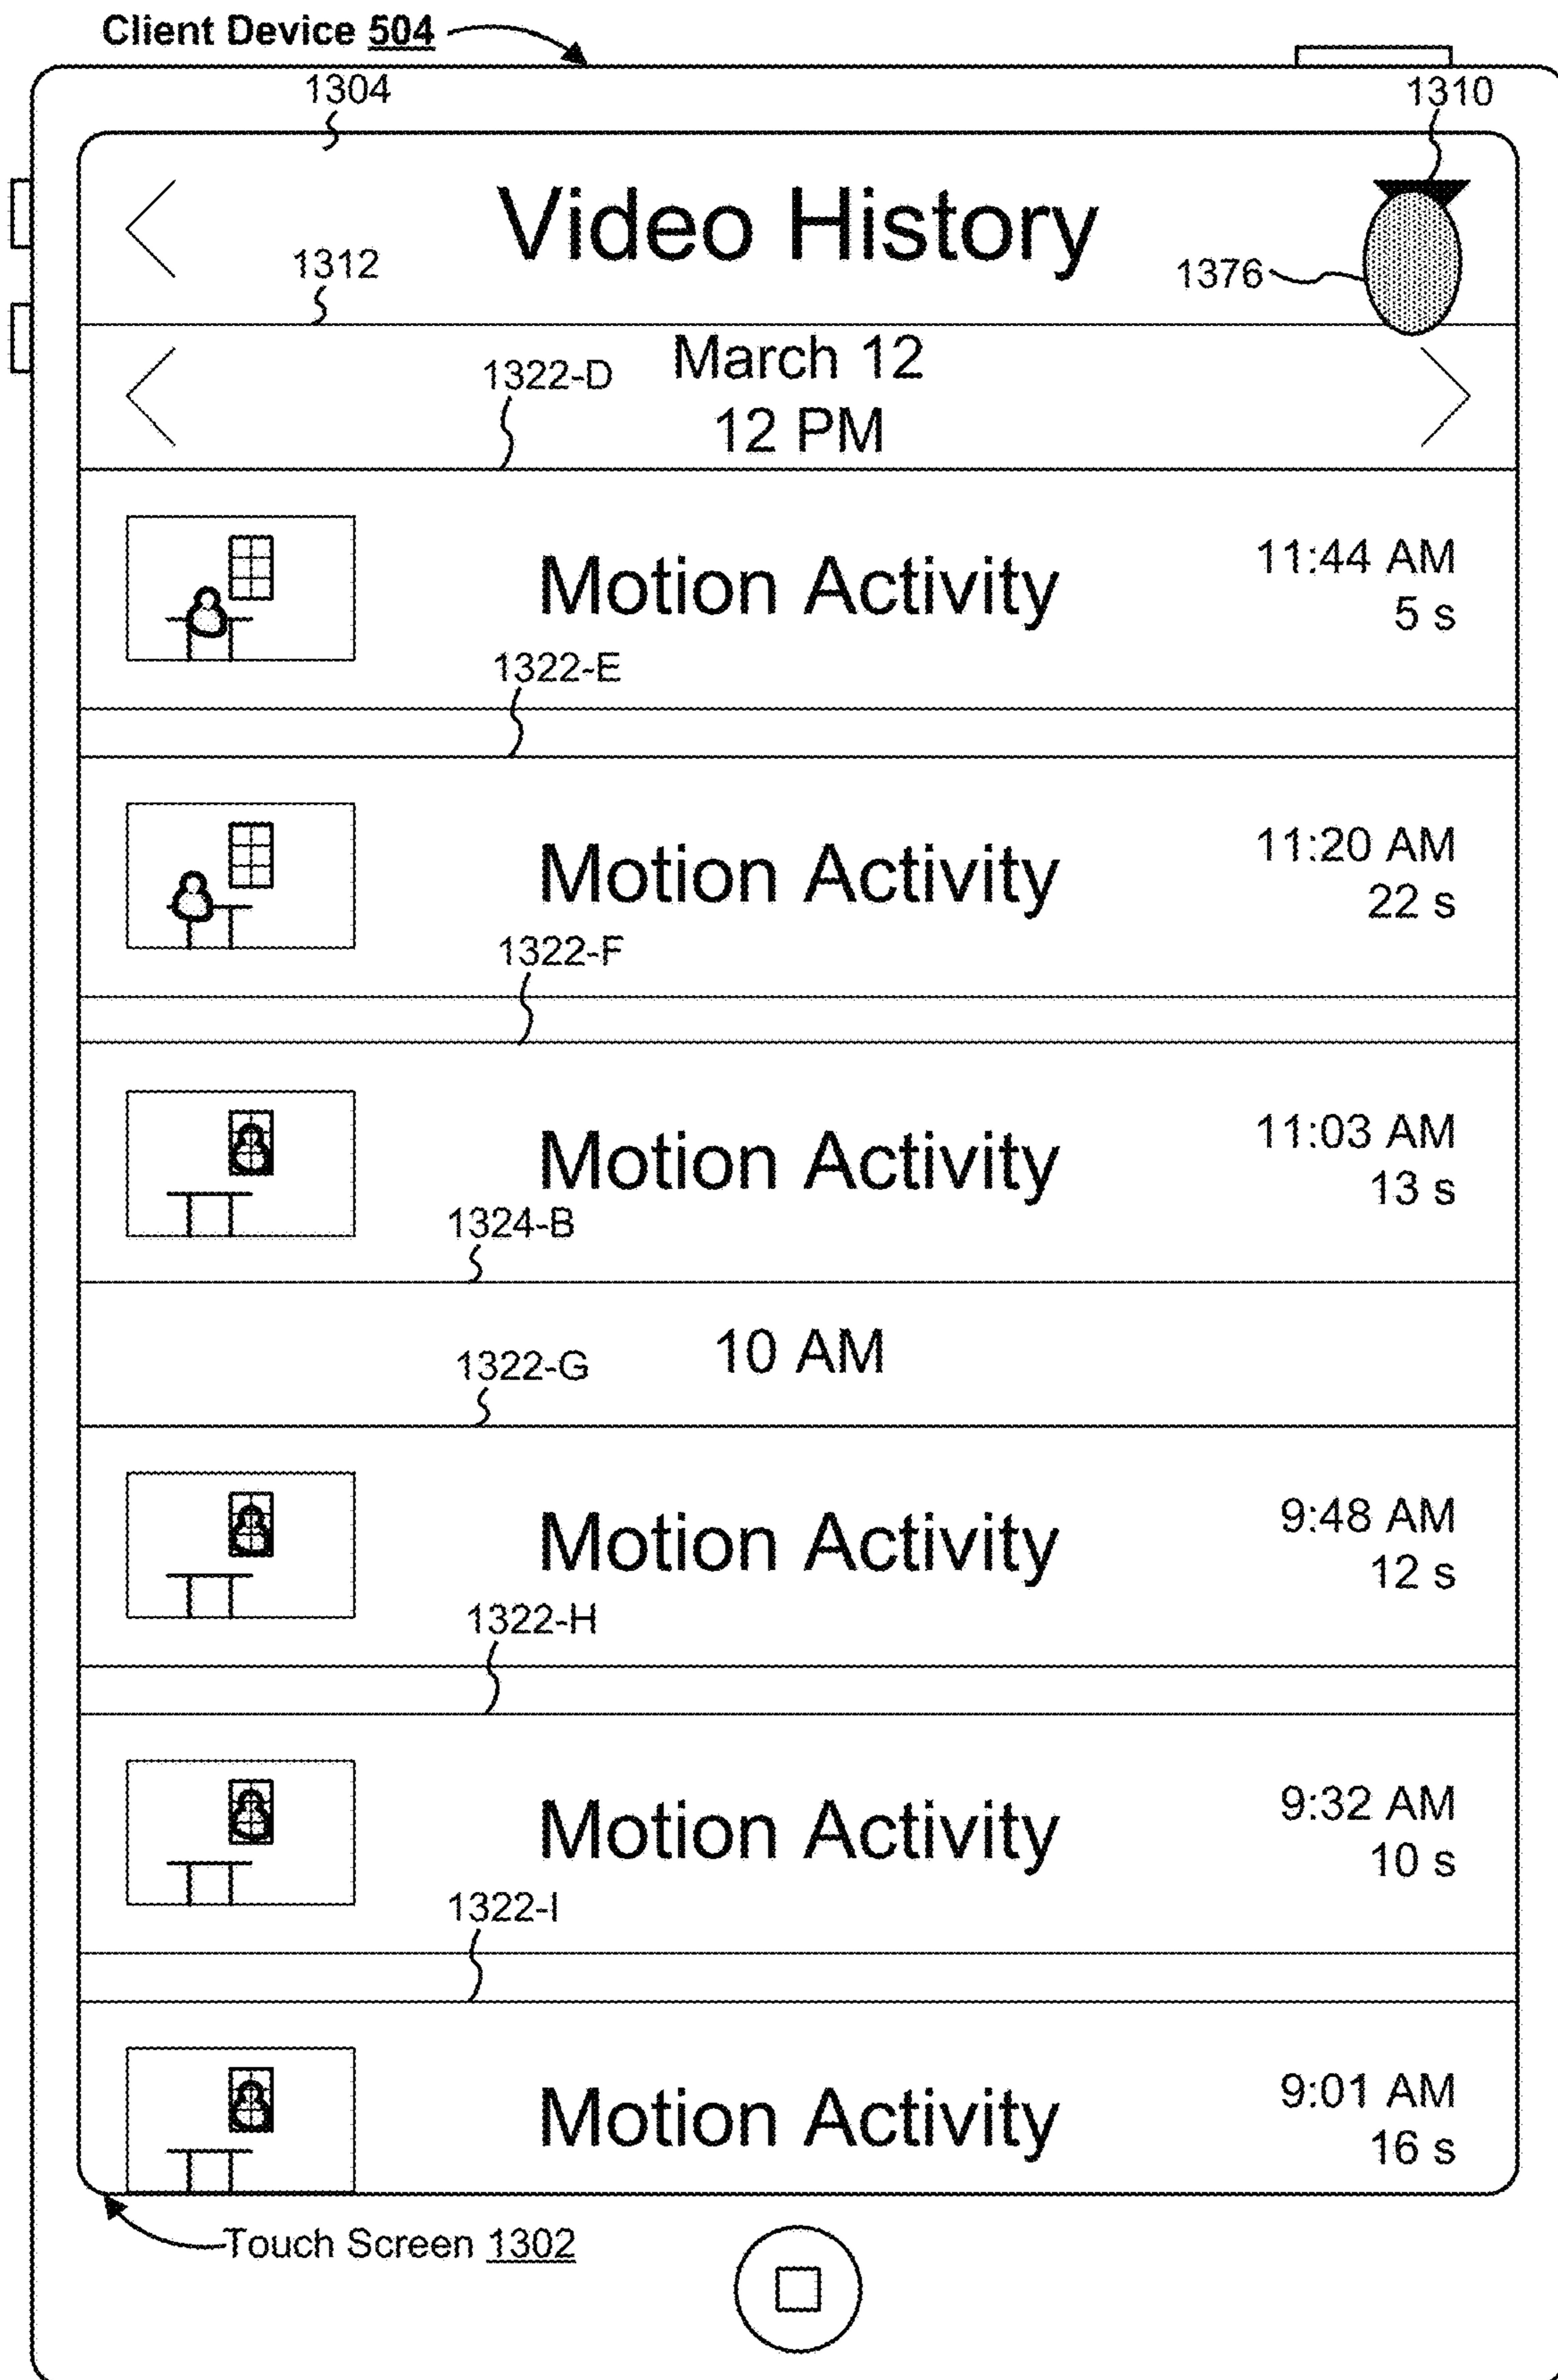 Client Device 504
1304
1310
Video History
1312
1376
March 12
1322-D
12 PM
Motion Activity
11:44 AM
5 s
1322-E
Motion Activity
11:20 AM
22 s
1322-F
Motion Activity
11:03 AM
13 s
1324-B
10 AM
1322-G
Motion Activity
9:48 AM
12 s
1322-H
Motion Activity
9:32 AM
10 s
1322-I
Motion Activity
9:01 AM
16 s
Touch Screen 1302